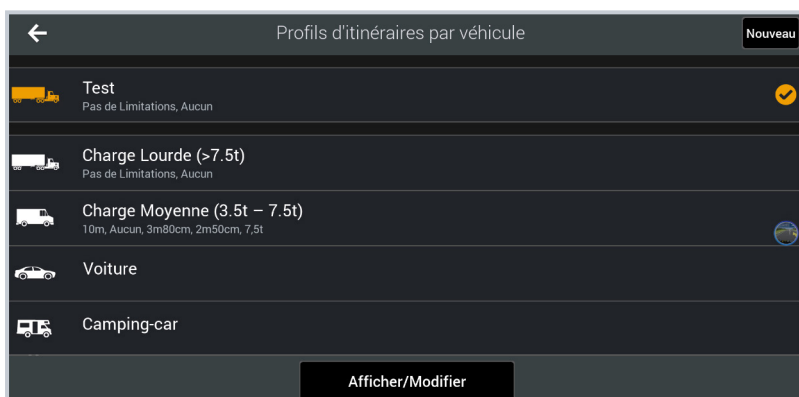 Profils d'itinéraires par véhicule
Nouveau
Test
Pas de Limitations, Aucun
Charge Lourde (>7.5t)
Pas de Limitations, Aucun
Charge Moyenne (3.5t – 7.5t)
10m, Aucun, 3m80cm, 2m50cm, 7,5t
Voiture
Camping-car
Afficher/Modifier